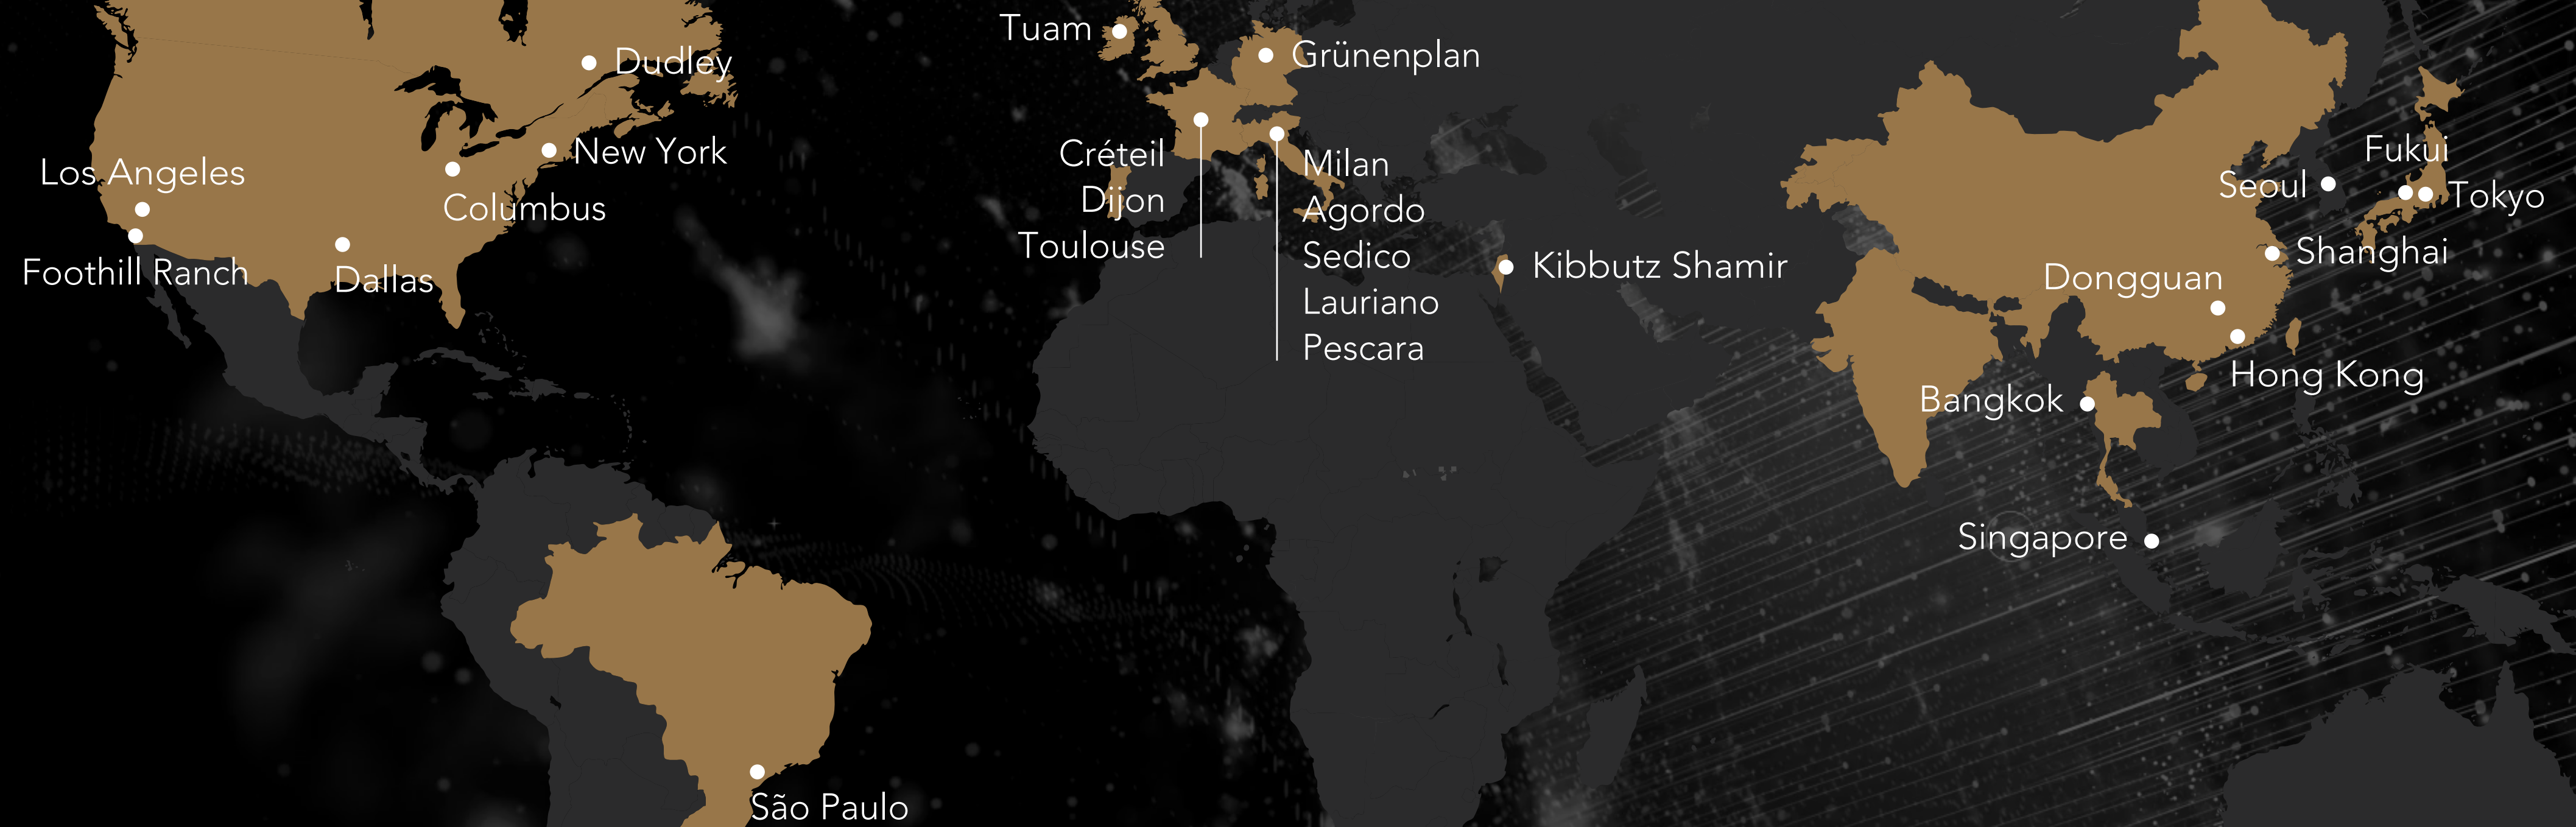 Tuam
Dudley
Grünenplan
New York
Los Angeles
Columbus
Foothill Ranch
Dallas
Créteil
Dijon
Toulouse
Milan
Agordo
Sedico
Lauriano
Pescara
Kibbutz Shamir
Fukui
Seoul
Tokyo
Shanghai
Dongguan
Hong Kong
Bangkok
Singapore
São Paulo